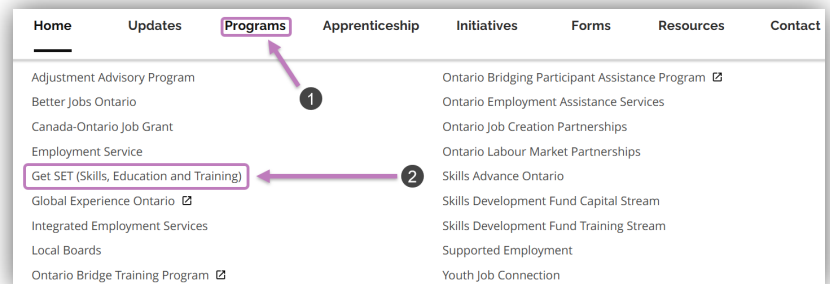 Home Updates Programs Apprenticeship Initiatives Forms Resources Contact
1
Adjustment Advisory Program
Better Jobs Ontario
Canada-Ontario Job Grant
Employment Service
Get SET (Skills, Education and Training)
2
Global Experience Ontario
Integrated Employment Services
Local Boards
Ontario Bridge Training Program
Ontario Bridging Participant Assistance Program
Ontario Employment Assistance Services
Ontario Job Creation Partnerships
Ontario Labour Market Partnerships
Skills Advance Ontario
Skills Development Fund Capital Stream
Skills Development Fund Training Stream
Supported Employment
Youth Job Connection